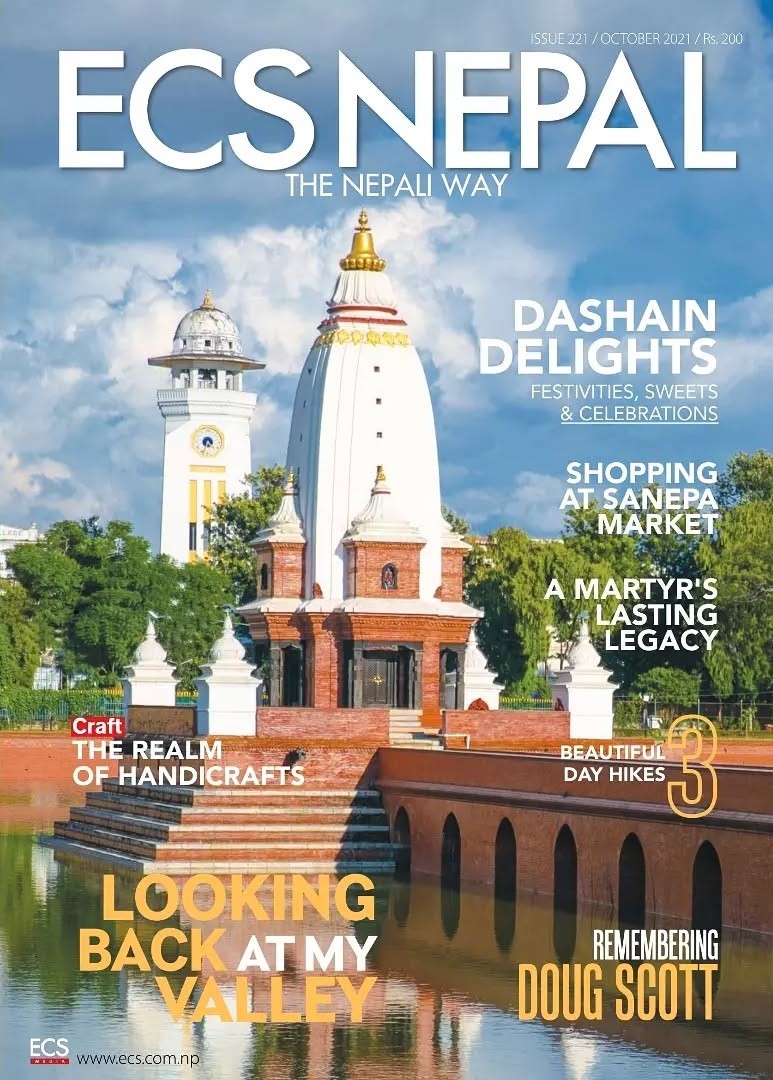 ISSUE 221 / OCTOBER 2021 / Rs. 200
ECS NEPAL
THE NEPALI WAY
DASHAIN
DELIGHTS
FESTIVITIES, SWEETS
& CELEBRATIONS
SHOPPING
AT SANEPA
MARKET
A MARTYR'S
LASTING
LEGACY
Craft
THE REALM
OF HANDICRAFTS
BEAUTIFUL 3
DAY HIKES
LOOKING
BACK AT MY
VALLEY
REMEMBERING
DOUG SCOTT
ECS
MEDIA
www.ecs.com.np